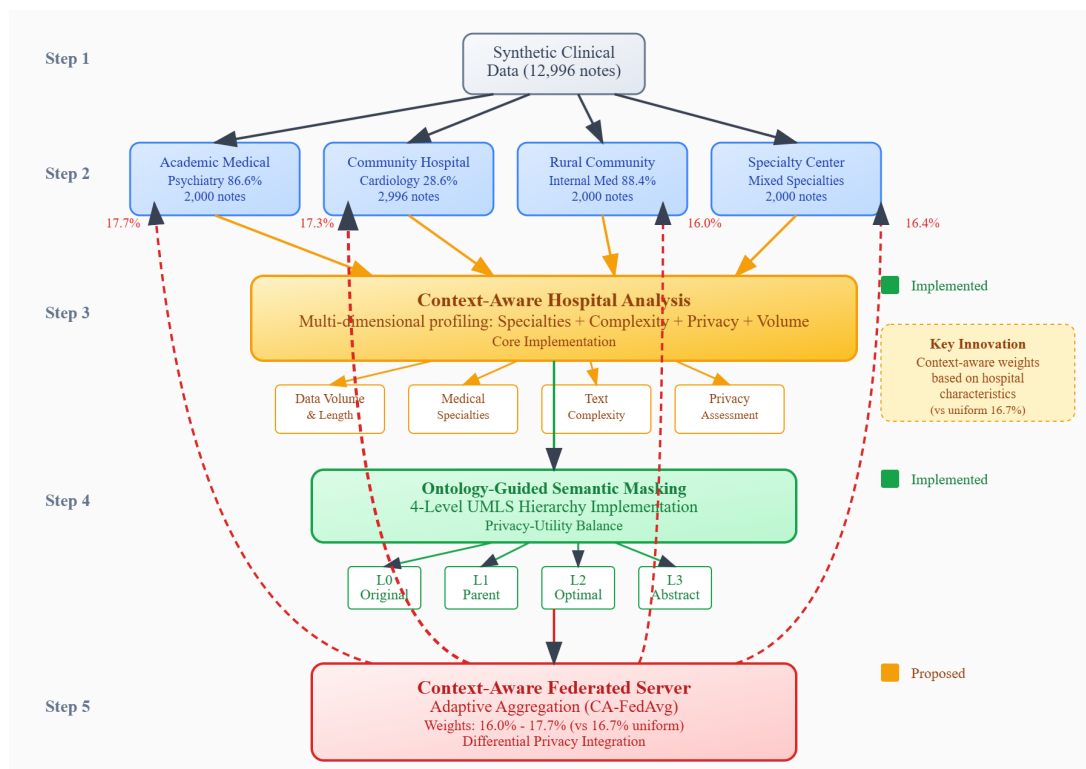 Step 1
Synthetic Clinical
Data (12,996 notes)
Step 2
Academic Medical
Psychiatry 86.6%
2,000 notes
Community Hospital
Cardiology 28.6%
2,996 notes
Rural Community
Internal Med 88.4%
2,000 notes
Specialty Center
Mixed Specialties
2,000 notes
17.7%
17.3%
16.0%
16.4%
Step 3
Context-Aware Hospital Analysis
Multi-dimensional profiling: Specialties + Complexity + Privacy + Volume
Core Implementation
Implemented
Key Innovation
Context-aware weights
based on hospital
characteristics
(vs uniform 16.7%)
Data Volume
& Length
Medical
Specialties
Text
Complexity
Privacy
Assessment
Step 4
Ontology-Guided Semantic Masking
4-Level UMLS Hierarchy Implementation
Privacy-Utility Balance
Implemented
L0
Original
L1
Parent
L2
Optimal
L3
Abstract
Step 5
Context-Aware Federated Server
Adaptive Aggregation (CA-FedAvg)
Weights: 16.0% - 17.7% (vs 16.7% uniform)
Differential Privacy Integration
Proposed